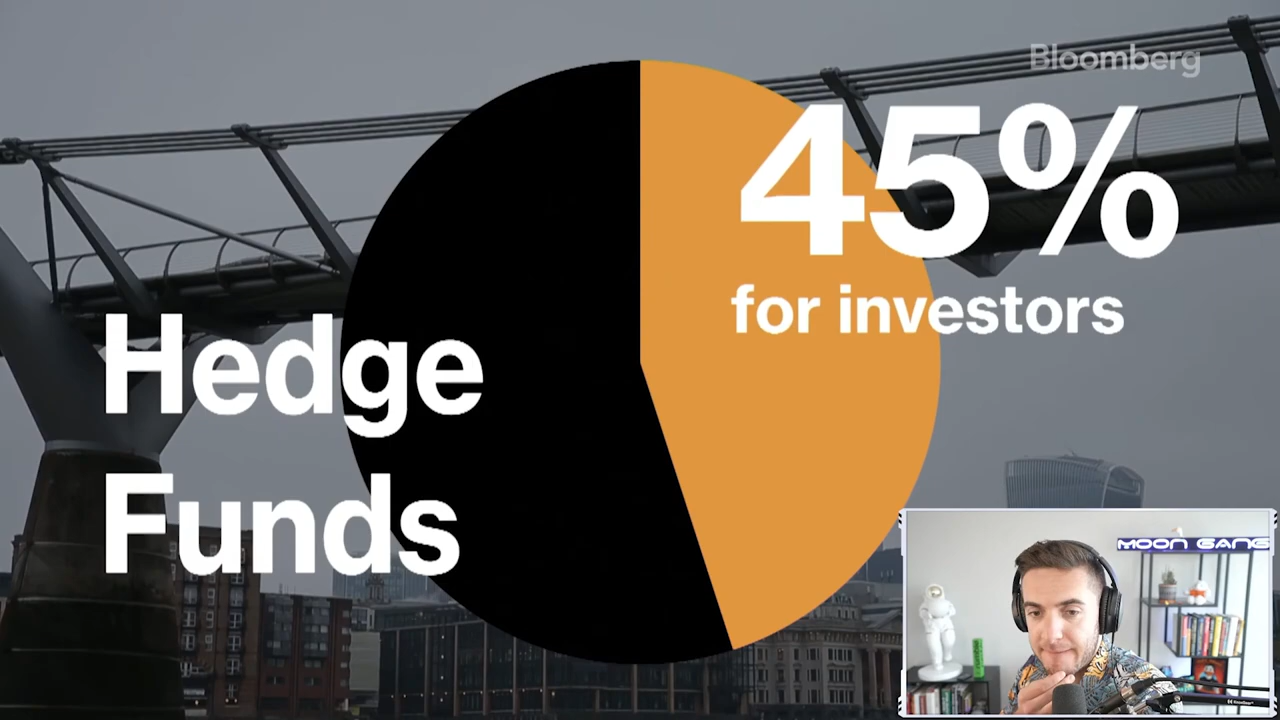 Bloomberg
45%
for investors
Hedge
Funds
MOON GANG